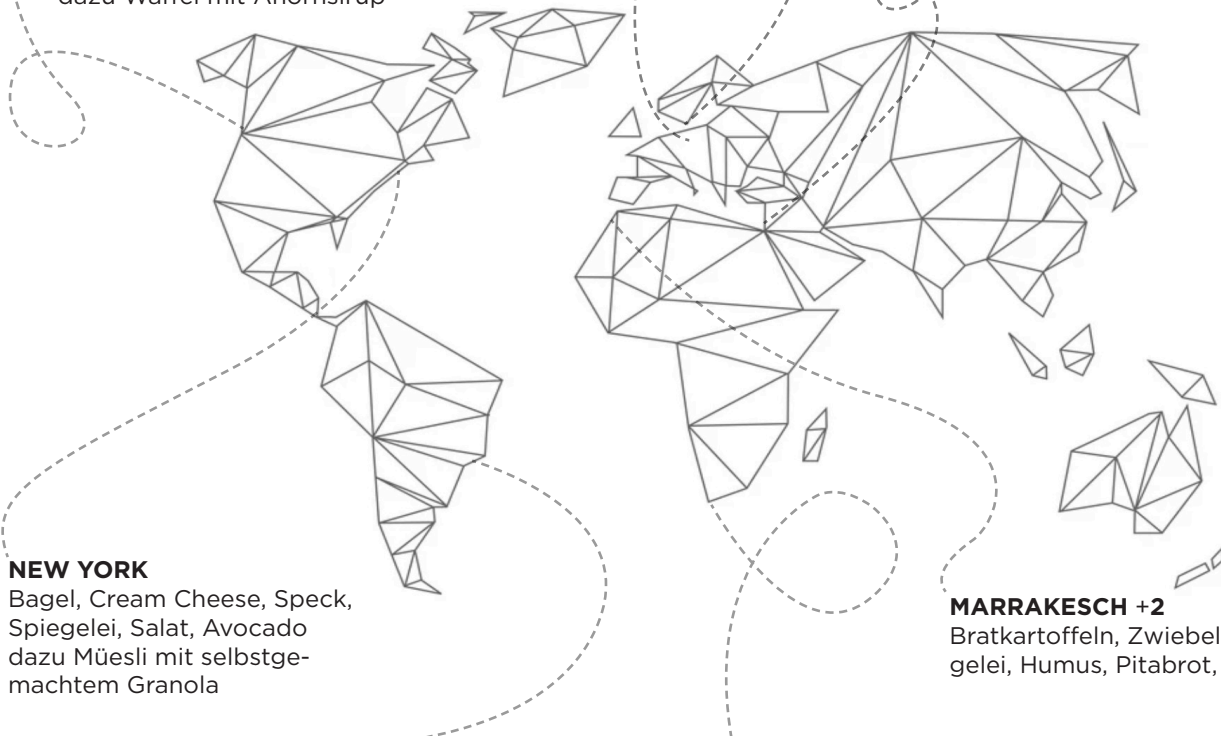 dazu Waffel mit Ahornsirup
NEW YORK
Bagel, Cream Cheese, Speck,
Spiegelei, Salat, Avocado
dazu Müesli mit selbstge-
machtem Granola
MARRAKESCH +2
Bratkartoffeln, Zwiebel
gelei, Humus, Pitabrot,